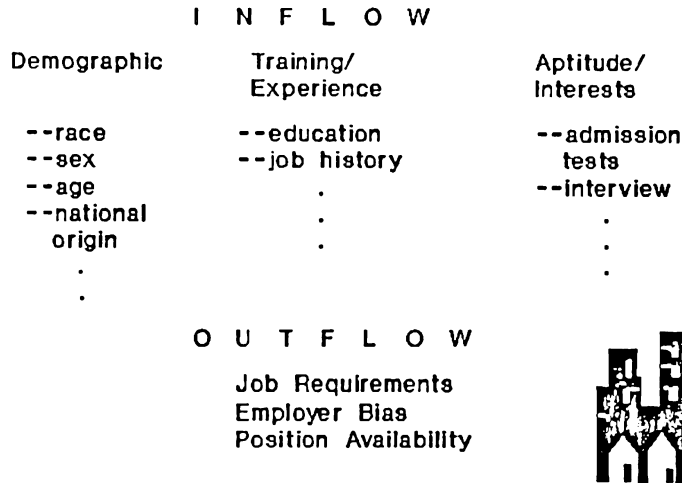 I N F L O W
Demographic
--race
--sex
--age
--national
origin
.
.
Training/
Experience
--education
--job history
.
.
.
Aptitude/
Interests
--admission
tests
--interview
.
.
.
O U T F L O W
Job Requirements
Employer Bias
Position Availability